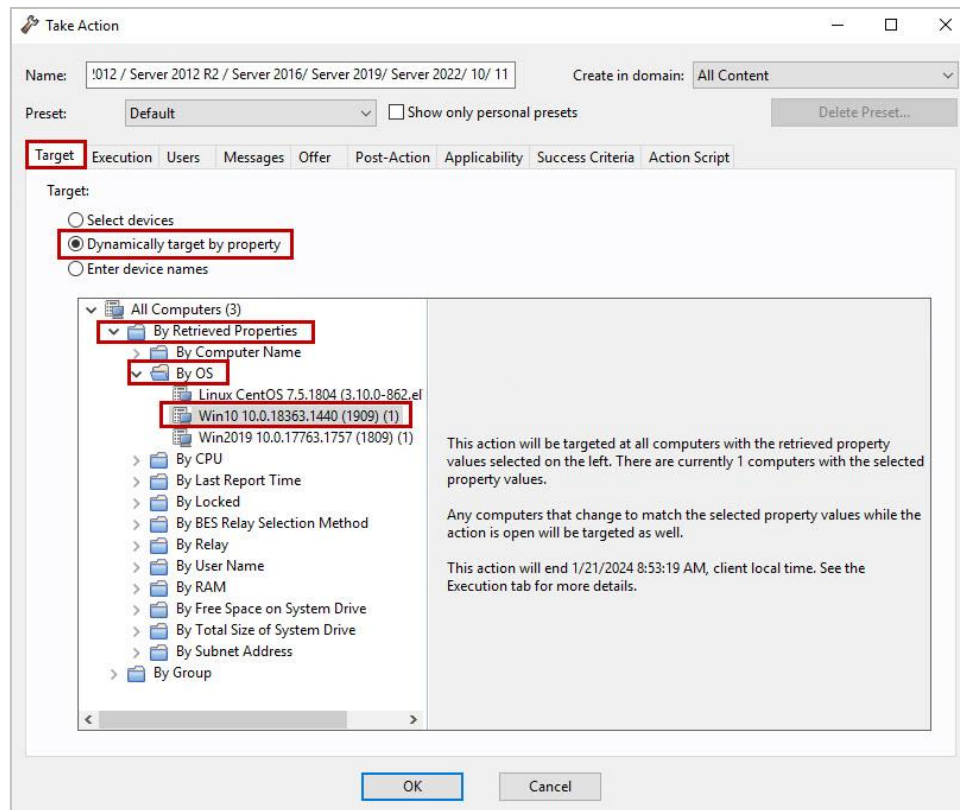 Take Action
Name: !012 / Server 2012 R2 / Server 2016/ Server 2019/ Server 2022/ 10/ 11 Create in domain: All Content
Preset: Default Show only personal presets Delete Preset...
Target Execution Users Messages Offer Post-Action Applicability Success Criteria Action Script
Target:
Select devices
Dynamically target by property
Enter device names
All Computers (3)
By Retrieved Properties
By Computer Name
By OS
Linux CentOS 7.5.1804 (3.10.0-862.el
Win10 10.0.18363.1440 (1909) (1)
Win2019 10.0.17763.1757 (1809) (1)
By CPU
By Last Report Time
By Locked
By BES Relay Selection Method
By Relay
By User Name
By RAM
By Free Space on System Drive
By Total Size of System Drive
By Subnet Address
By Group
This action will be targeted at all computers with the retrieved property
values selected on the left. There are currently 1 computers with the selected
property values.
Any computers that change to match the selected property values while the
action is open will be targeted as well.
This action will end 1/21/2024 8:53:19 AM, client local time. See the
Execution tab for more details.
OK Cancel